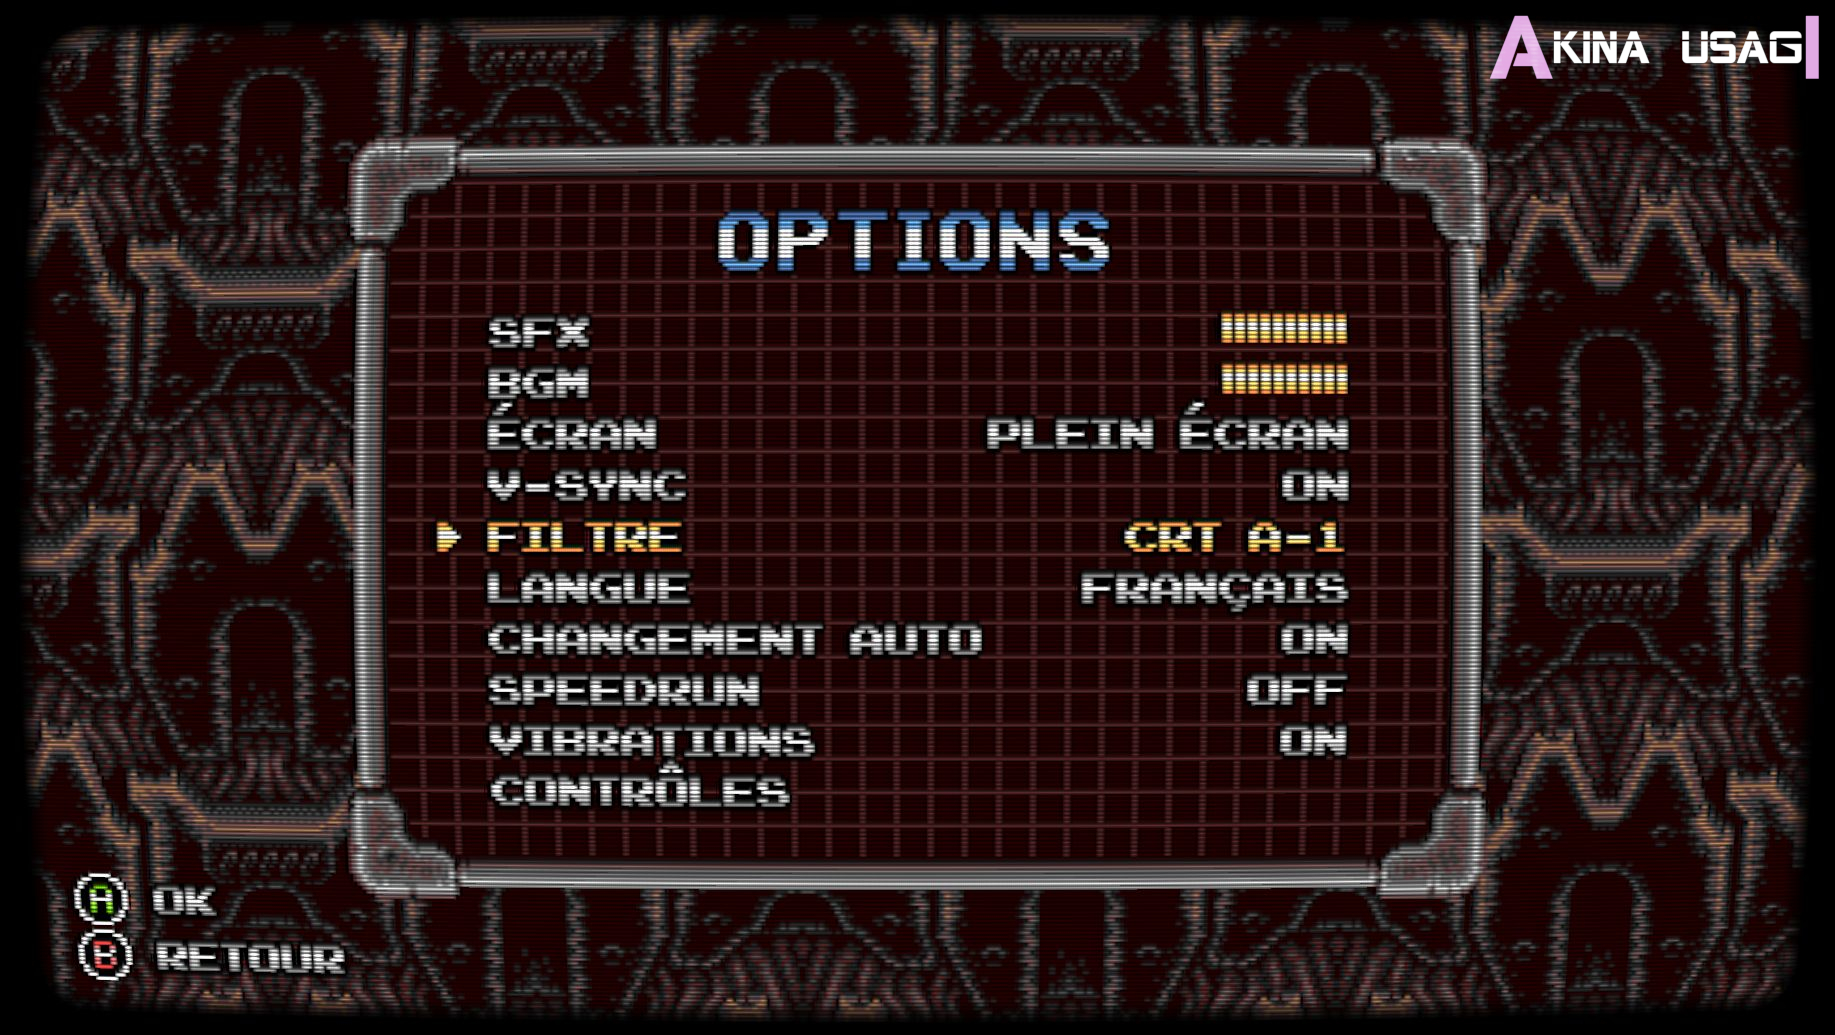 AKINA USAGI
OPTIONS
SFX
BGM
ÉCRAN PLEIN ÉCRAN
V-SYNC ON
FILTRE CRT A-1
LANGUE FRANÇAIS
CHANGEMENT AUTO ON
SPEEDRUN OFF
VIBRATIONS ON
CONTRÔLES
A OK
B RETOUR